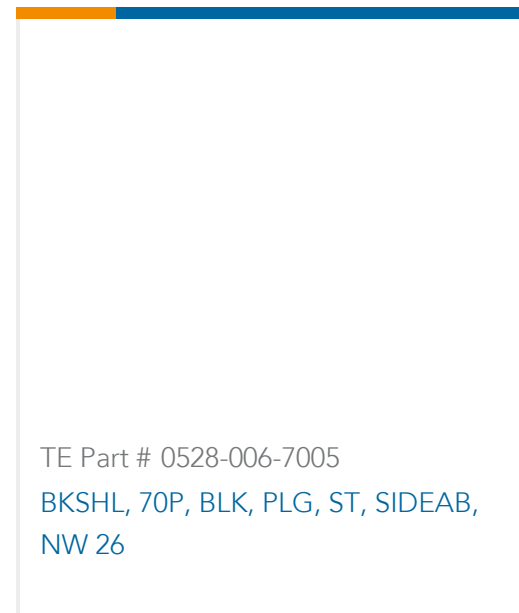 TE Part # 0528-006-7005
BKSHL, 70P, BLK, PLG, ST, SIDEAB,
NW 26